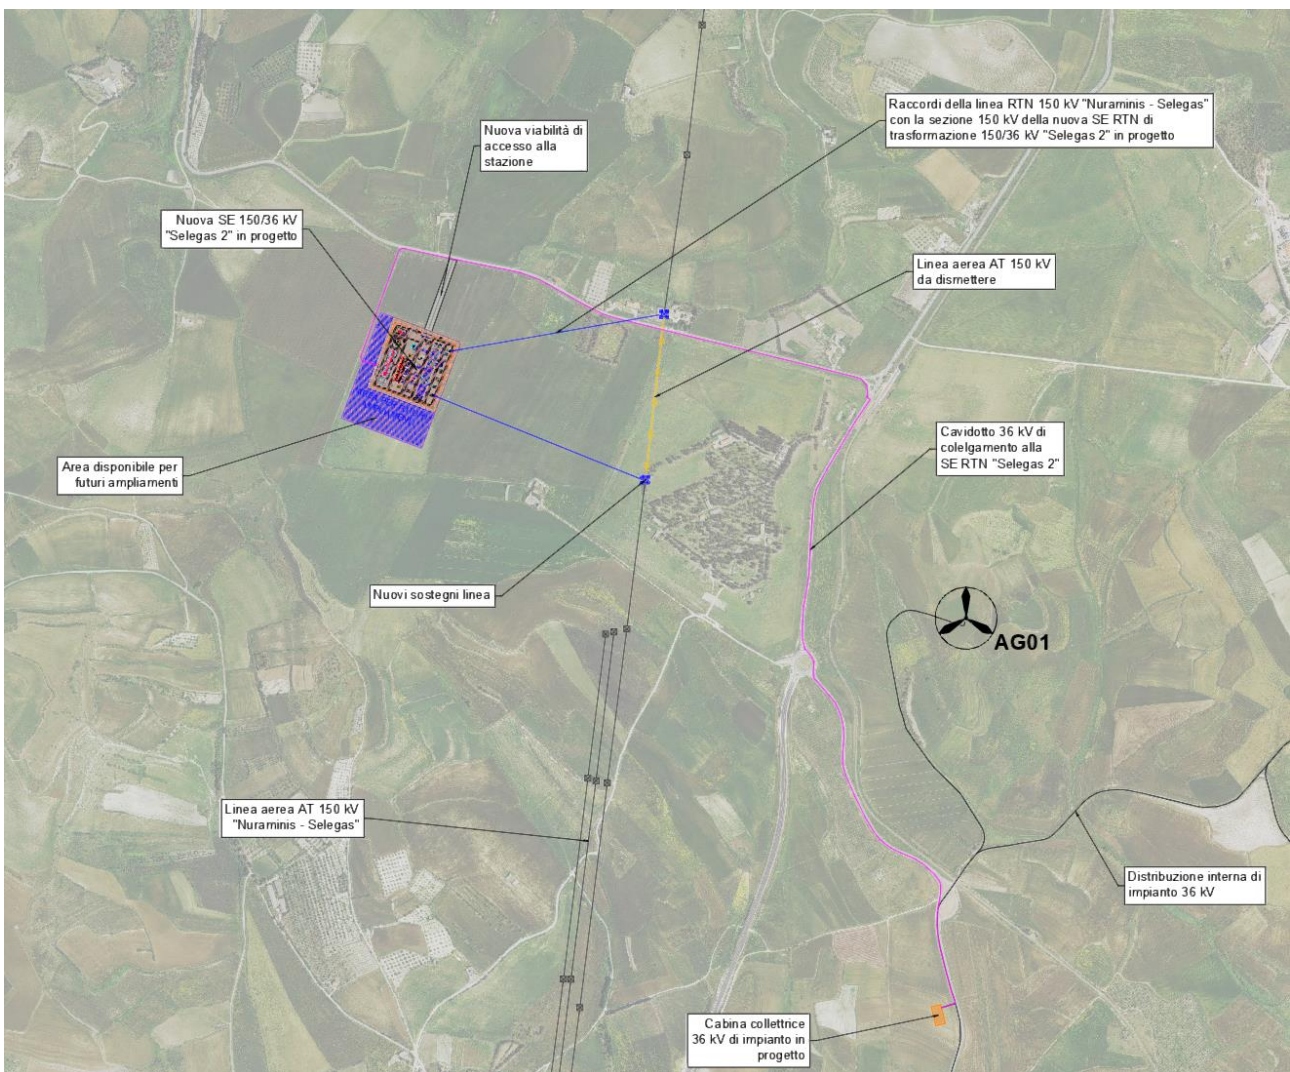 Raccordi della linea RTN 150 kV "Nuraminis - Selegas"
con la sezione 150 kV della nuova SE RTN di
trasformazione 150/36 kV "Selegas 2" in progetto
Nuova viabilità di
accesso alla
stazione
Nuova SE 150/36 kV
"Selegas 2" in progetto
Linea aerea AT 150 kV
da dismettere
Cavidotto 36 kV di
colelgamento alla
SE RTN "Selegas 2"
Area disponibile per
futuri ampliamenti
Nuovi sostegni linea
AG01
Linea aerea AT 150 kV
"Nuraminis - Selegas"
Distribuzione interna di
impianto 36 kV
Cabina collettrice
36 kV di impianto in
progetto